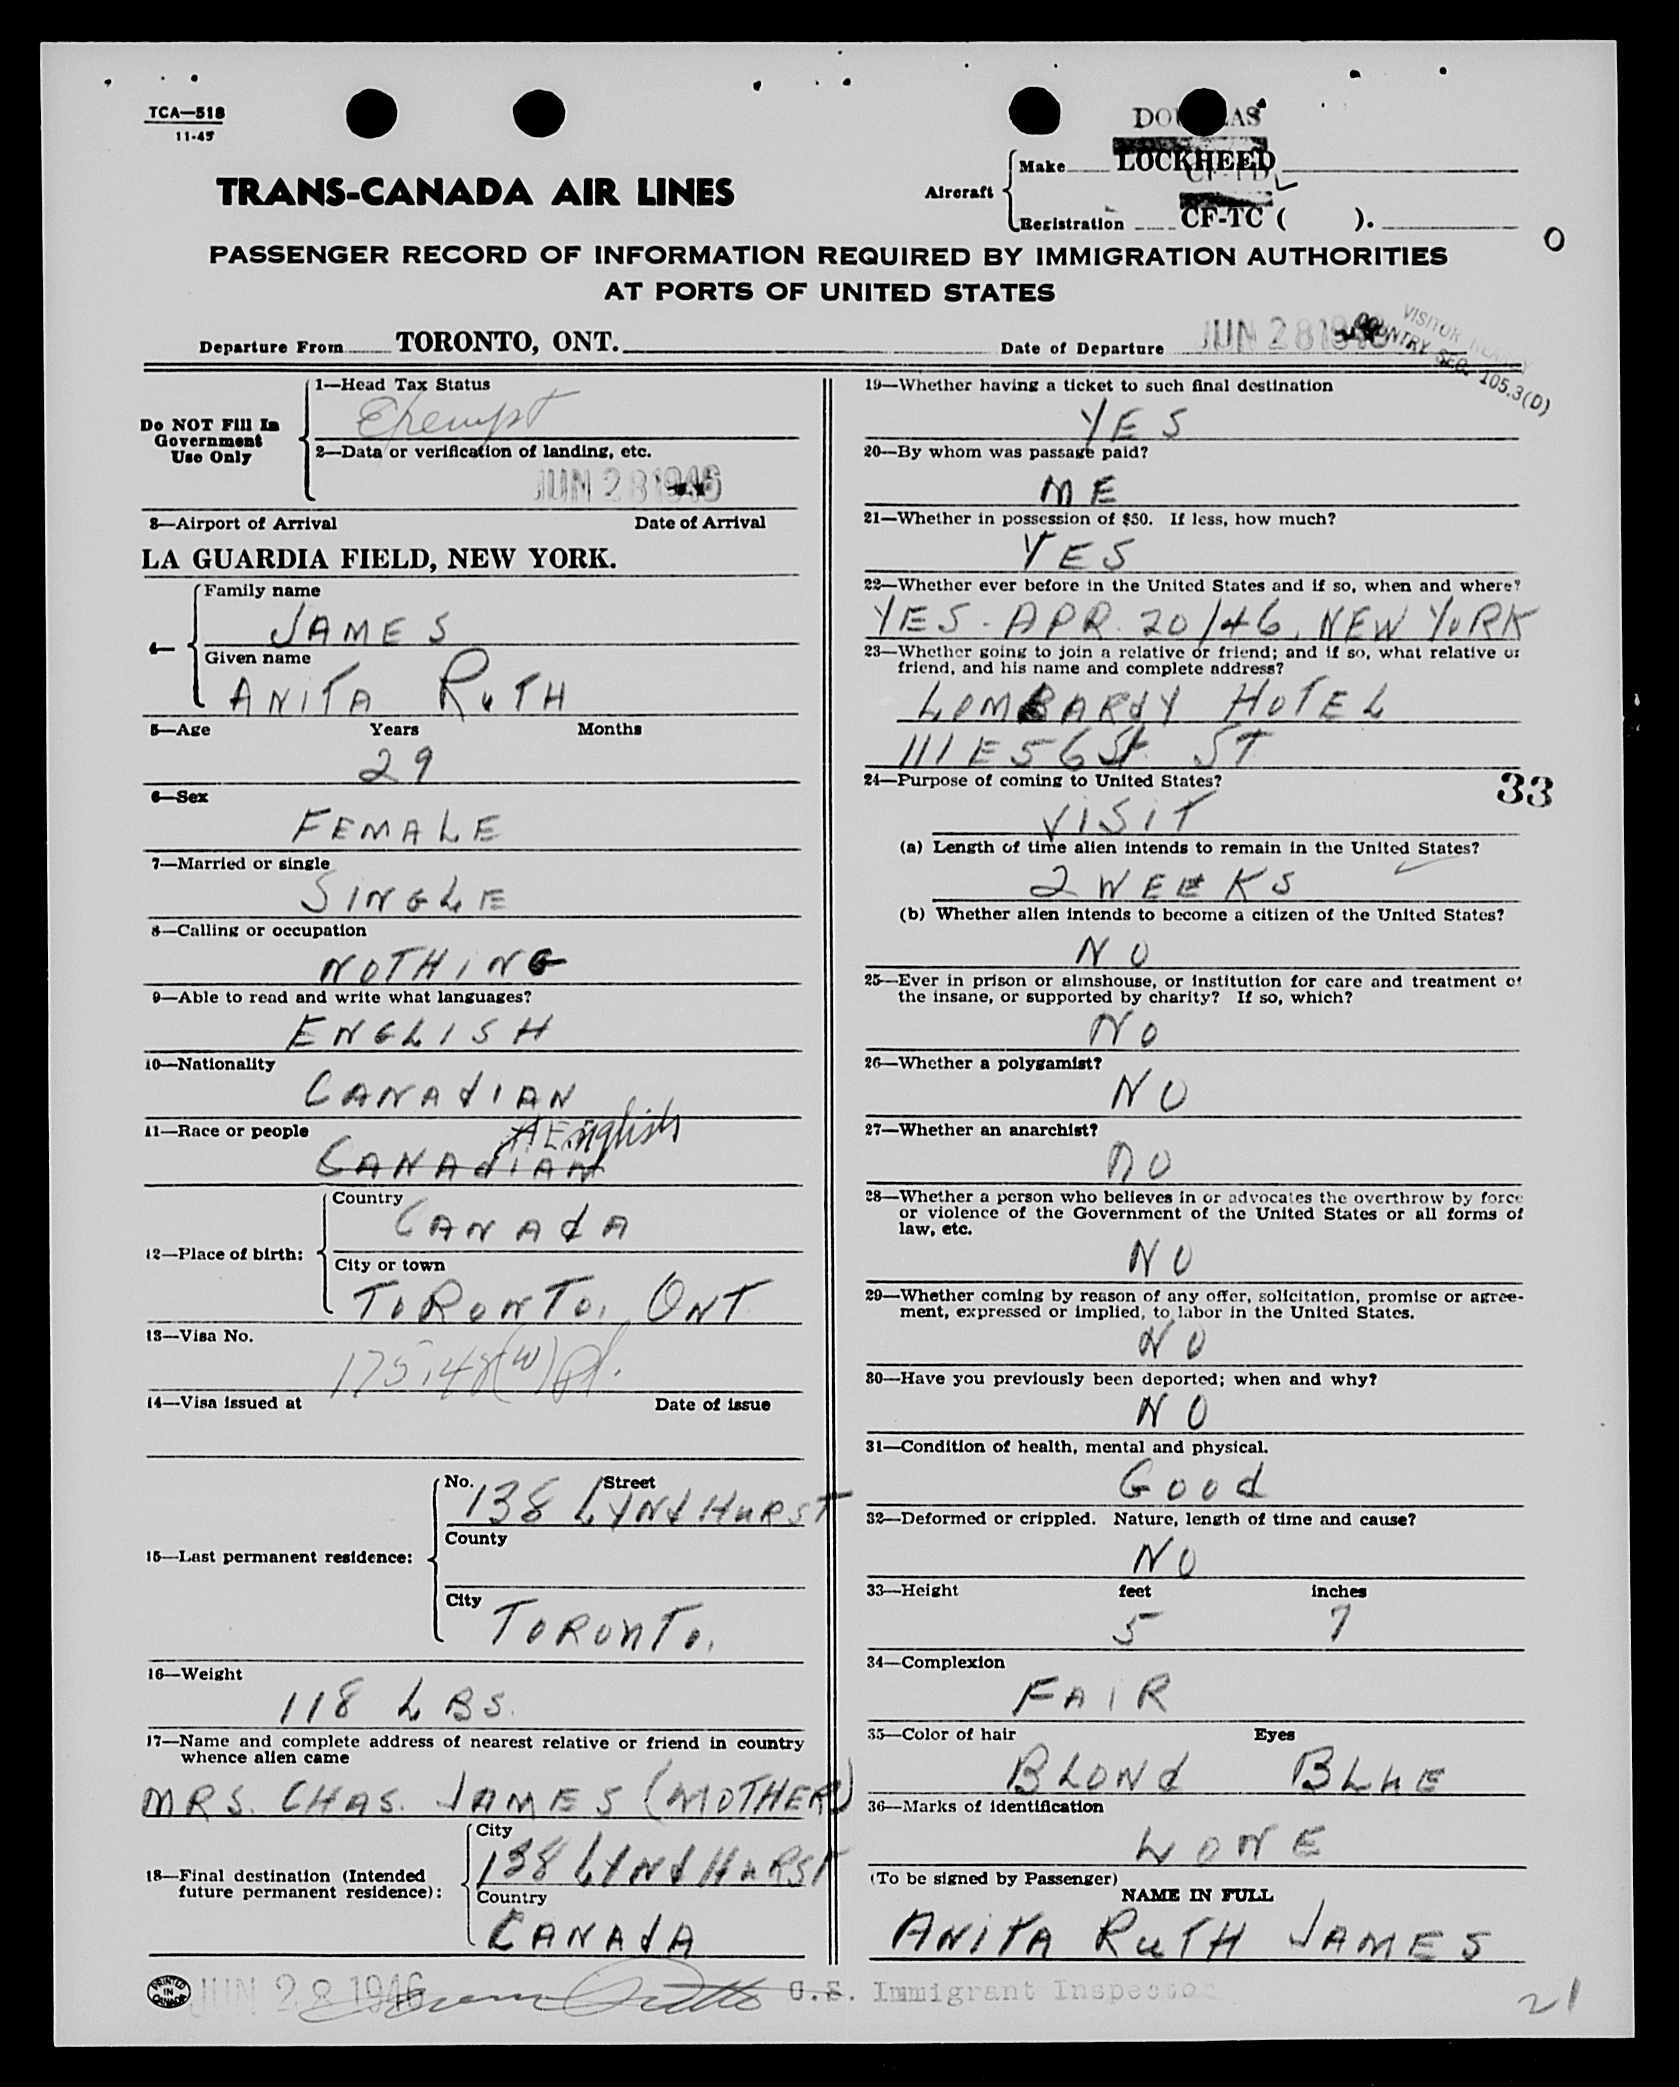 TCA—518
11-45
DOUGLAS
Make LOCKHEED
TRANS-CANADA AIR LINES
Aircraft
Registration CF-TC ( ).
O
PASSENGER RECORD OF INFORMATION REQUIRED BY IMMIGRATION AUTHORITIES
AT PORTS OF UNITED STATES
Departure From TORONTO, ONT. Date of Departure JUN 28 1946
VISITOR
COUNTRY SEC. 105.3(D)
Do NOT Fill In
Government
Use Only
1—Head Tax Status
Exempt
2—Data or verification of landing, etc.
JUN 28 1946
3—Airport of Arrival Date of Arrival
LA GUARDIA FIELD, NEW YORK.
4—
Family name
JAMES
Given name
ANITA RUTH
5—Age Years Months
29
6—Sex
FEMALE
7—Married or single
SINGLE
8—Calling or occupation
NOTHING
9—Able to read and write what languages?
ENGLISH
10—Nationality
CANAdIAN
11—Race or people
English
CANAdIAN
12—Place of birth:
Country
CANAdA
City or town
TORONTO, ONT
13—Visa No.
175.48(W)
14—Visa issued at Date of issue
15—Last permanent residence:
No. Street
138 LYNdHuRST
County
City
TORONTO,
16—Weight
118 LBS.
17—Name and complete address of nearest relative or friend in country
whence alien came
MRS. CHAS. JAMES (MOTHER)
18—Final destination (Intended
future permanent residence):
City
138 LYNdHuRST
Country
CANAdA
19—Whether having a ticket to such final destination
YES
20—By whom was passage paid?
ME
21—Whether in possession of $50. If less, how much?
YES
22—Whether ever before in the United States and if so, when and where?
YES. APR. 20/46, NEW YORK
23—Whether going to join a relative or friend; and if so, what relative or
friend, and his name and complete address?
LOMBARdY HOTEL
111 E 56 St ST
24—Purpose of coming to United States?
33
VISIT
(a) Length of time alien intends to remain in the United States?
2 WEEKS
(b) Whether alien intends to become a citizen of the United States?
NO
25—Ever in prison or almshouse, or institution for care and treatment of
the insane, or supported by charity? If so, which?
NO
26—Whether a polygamist?
NO
27—Whether an anarchist?
NO
28—Whether a person who believes in or advocates the overthrow by force
or violence of the Government of the United States or all forms of
law, etc.
NO
29—Whether coming by reason of any offer, solicitation, promise or agree-
ment, expressed or implied, to labor in the United States.
NO
30—Have you previously been deported; when and why?
NO
31—Condition of health, mental and physical.
Good
32—Deformed or crippled. Nature, length of time and cause?
NO
33—Height feet inches
5 7
34—Complexion
FAIR
35—Color of hair Eyes
BLONd BLuE
36—Marks of identification
NONE
(To be signed by Passenger)
NAME IN FULL
ANITA RuTH JAMES
PRINTED IN CANADA
JUN 28 1946 U.S. Immigrant Inspector
21